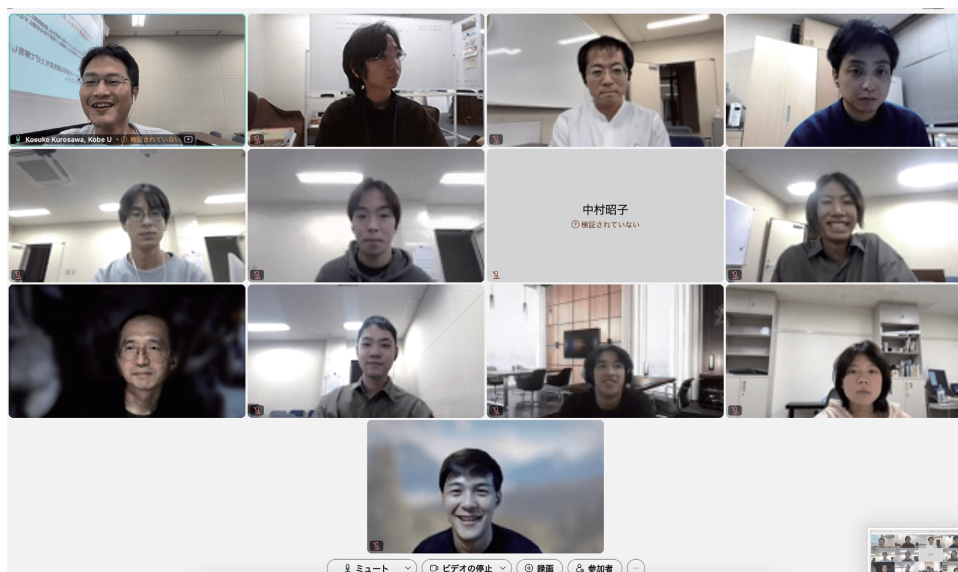 Kosuke Kurosawa, Kobe U
検証されていない
中村昭子
検証されていない
ミュート
ビデオの停止
録画
参加者